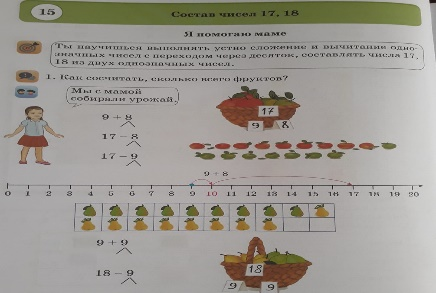 15
Состав чисел 17, 18
Я помогаю маме
Ты научишься выполнять устно сложение и вычитание одно-
значных чисел с переходом через десяток, составлять числа 17,
18 из двух однозначных чисел.
1. Как сосчитать, сколько всего фруктов?
Мы с мамой
собирали урожай.
9 + 8
17 - 8
17 - 9
17
9 8
9 + 8
0 1 2 3 4 5 6 7 8 9 10 11 12 13 14 15 16 17 18 19 20
9 + 9
18 - 9
18
9 9